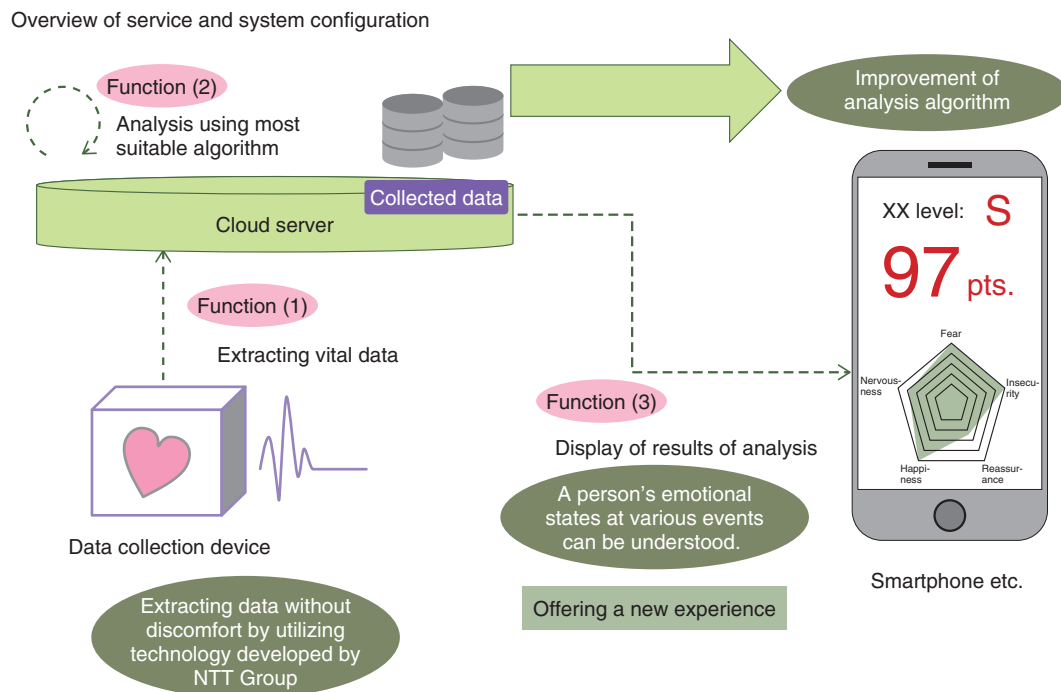 Overview of service and system configuration
Function (2)
Analysis using most
suitable algorithm
Improvement of
analysis algorithm
Collected data
Cloud server
XX level: S
97 pts.
Fear
Nervous-
ness
Insecu-
rity
Happi-
ness
Reassur-
ance
Function (1)
Extracting vital data
Function (3)
Display of results of analysis
A person's emotional
states at various events
can be understood.
Data collection device
Smartphone etc.
Offering a new experience
Extracting data without
discomfort by utilizing
technology developed by
NTT Group